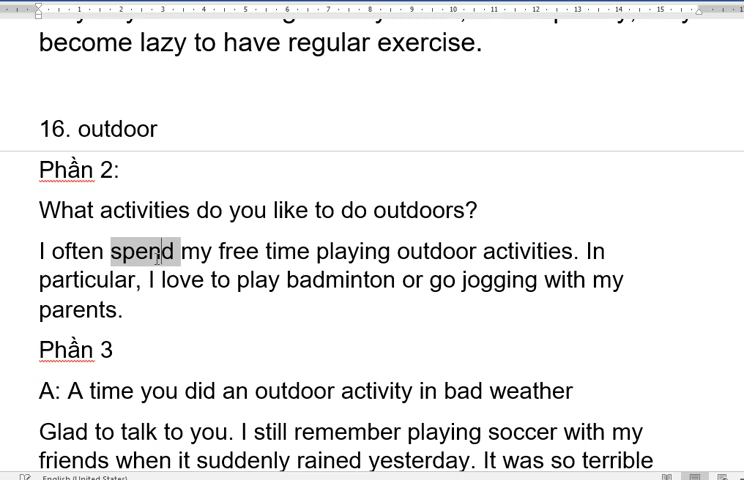 become lazy to have regular exercise.
16. outdoor
Phần 2:
What activities do you like to do outdoors?
I often spend my free time playing outdoor activities. In
particular, I love to play badminton or go jogging with my
parents.
Phần 3
A: A time you did an outdoor activity in bad weather
Glad to talk to you. I still remember playing soccer with my
friends when it suddenly rained yesterday. It was so terrible
English (United States)